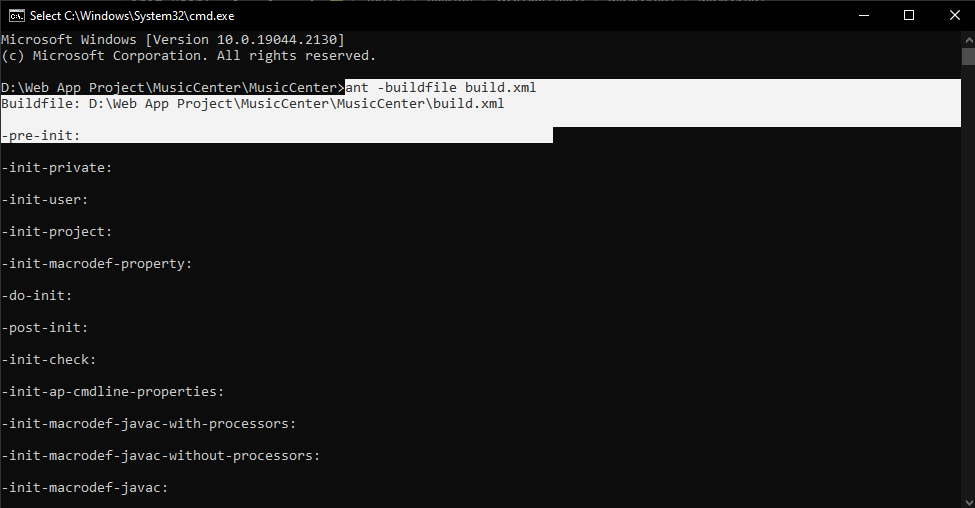 Select C:\Windows\System32\cmd.exe
Microsoft Windows [Version 10.0.19044.2130]
(c) Microsoft Corporation. All rights reserved.
D:\Web App Project\MusicCenter\MusicCenter>ant -buildfile build.xml
Buildfile: D:\Web App Project\MusicCenter\MusicCenter\build.xml
-pre-init:
-init-private:
-init-user:
-init-project:
-init-macrodef-property:
-do-init:
-post-init:
-init-check:
-init-ap-cmdline-properties:
-init-macrodef-javac-with-processors:
-init-macrodef-javac-without-processors:
-init-macrodef-javac: